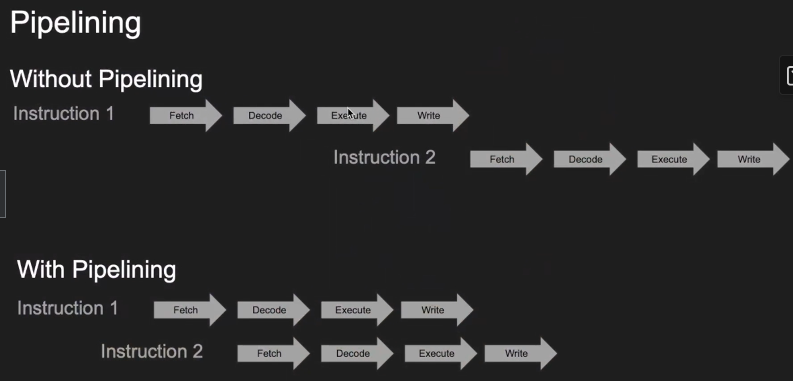 Pipelining
Without Pipelining
Instruction 1 Fetch Decode Execute Write
Instruction 2 Fetch Decode Execute Write
With Pipelining
Instruction 1 Fetch Decode Execute Write
Instruction 2 Fetch Decode Execute Write